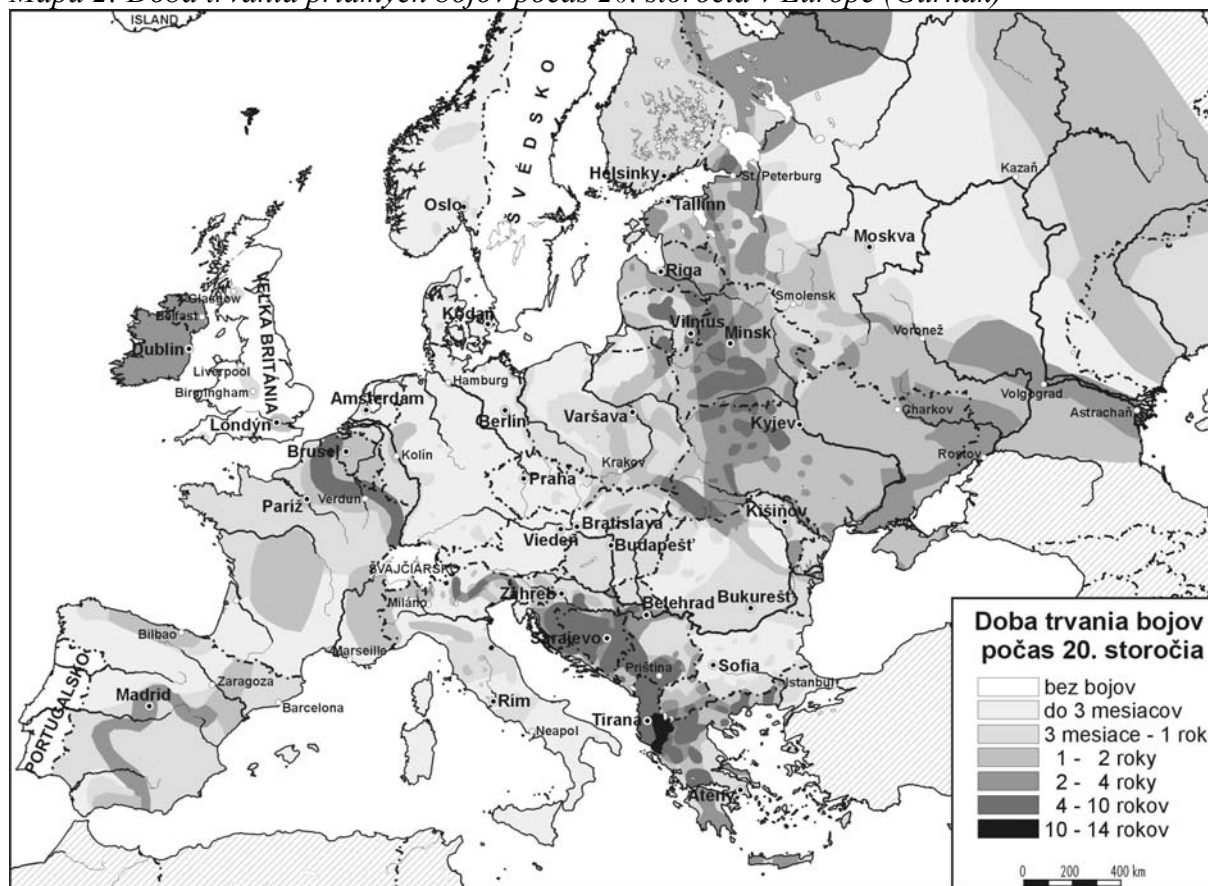 Mapa 2: Doba trvania priamych bojov počas 20. storočia v Európe (Gurňák)
ISLAND
ŠVÉDSKO
Helsinky
St. Peterburg
Kazaň
Oslo
Tallinn
Moskva
VEĽKA BRITÁNIA
Glasgow
Riga
Smolensk
Belfast
Kodaň
Vilnius
Minsk
Voronež
Dublin
Liverpool
Hamburg
Birmingham
Amsterdam
Berlín
Varšava
Volgograd
Charkov
Astrachaň
Londýn
Kyjev
Brusel
Kolín
Krakov
Rostov
Praha
Paríž
Verdun
Kišiňov
Bratislava
Viedeň
Budapešť
ŠVAJČIARSKO
Záhreb
Miláno
Belehrad
Bukurešť
Bilbao
Sarajevo
Marseille
Priština
Sofia
Zaragoza
Istanbul
PORTUGALSKO
Madrid
Barcelona
Rim
Tirana
Neapol
Atény
Doba trvania bojov
počas 20. storočia
bez bojov
do 3 mesiacov
3 mesiace - 1 rok
1 - 2 roky
2 - 4 roky
4 - 10 rokov
10 - 14 rokov
0 200 400 km